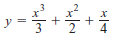 y = x³/3 + x²/2 + x/4